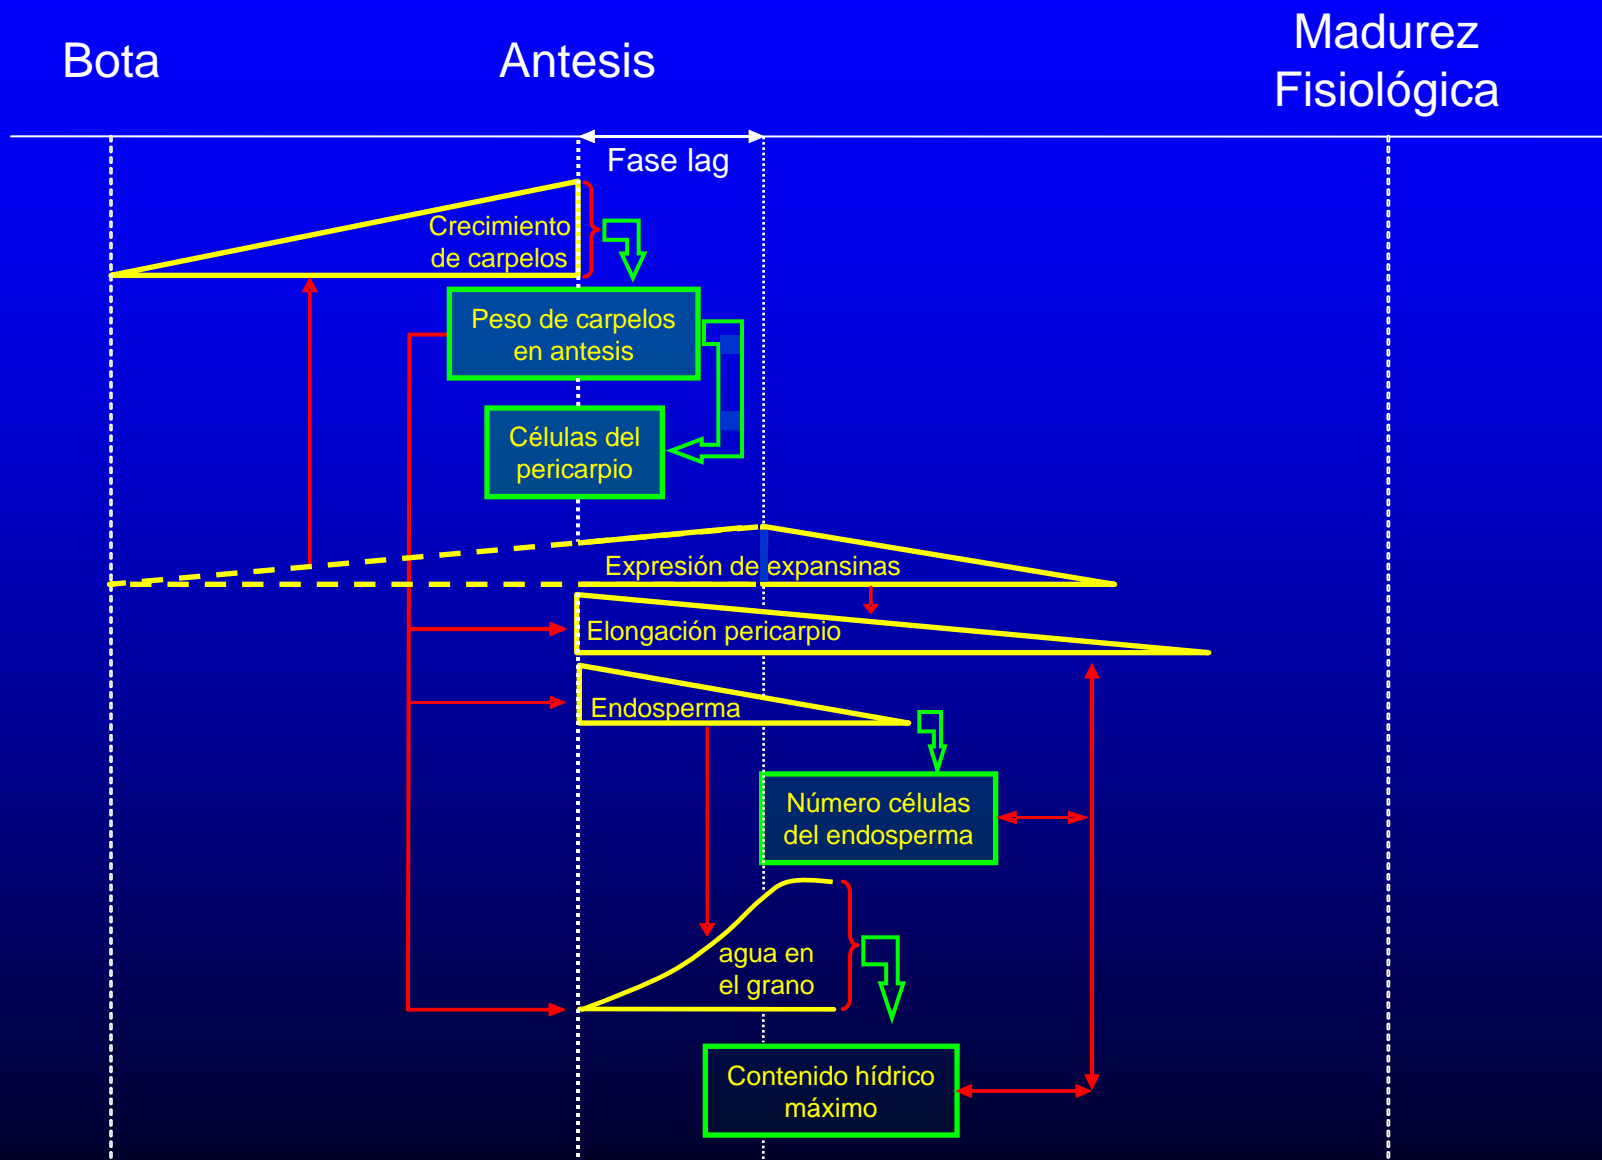 Bota
Antesis
Madurez
Fisiológica
Fase lag
Crecimiento
de carpelos
Peso de carpelos
en antesis
Células del
pericarpio
Expresión de expansinas
Elongación pericarpio
Endosperma
Número células
del endosperma
agua en
el grano
Contenido hídrico
máximo